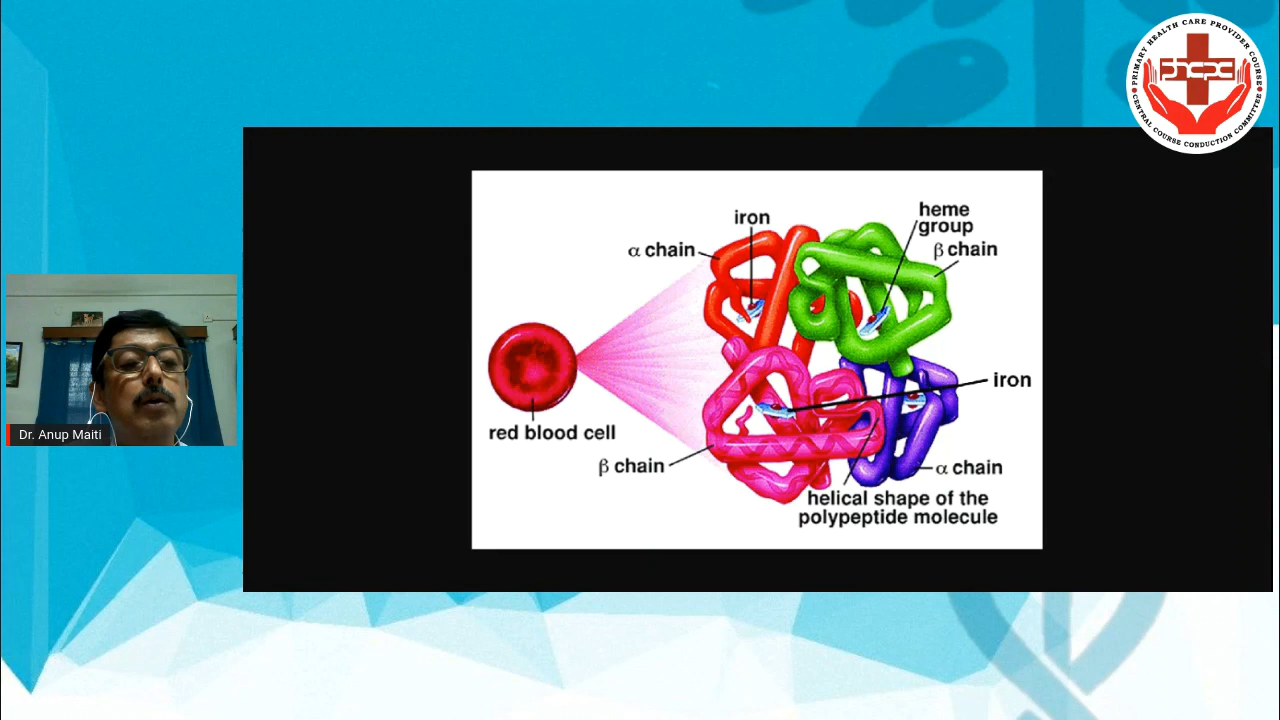 PRIMARY HEALTH CARE PROVIDER COURSE
phcpc
CENTRAL COURSE CONDUCTION COMMITTEE
iron
heme
group
α chain
β chain
iron
red blood cell
β chain
α chain
helical shape of the
polypeptide molecule
Dr. Anup Maiti